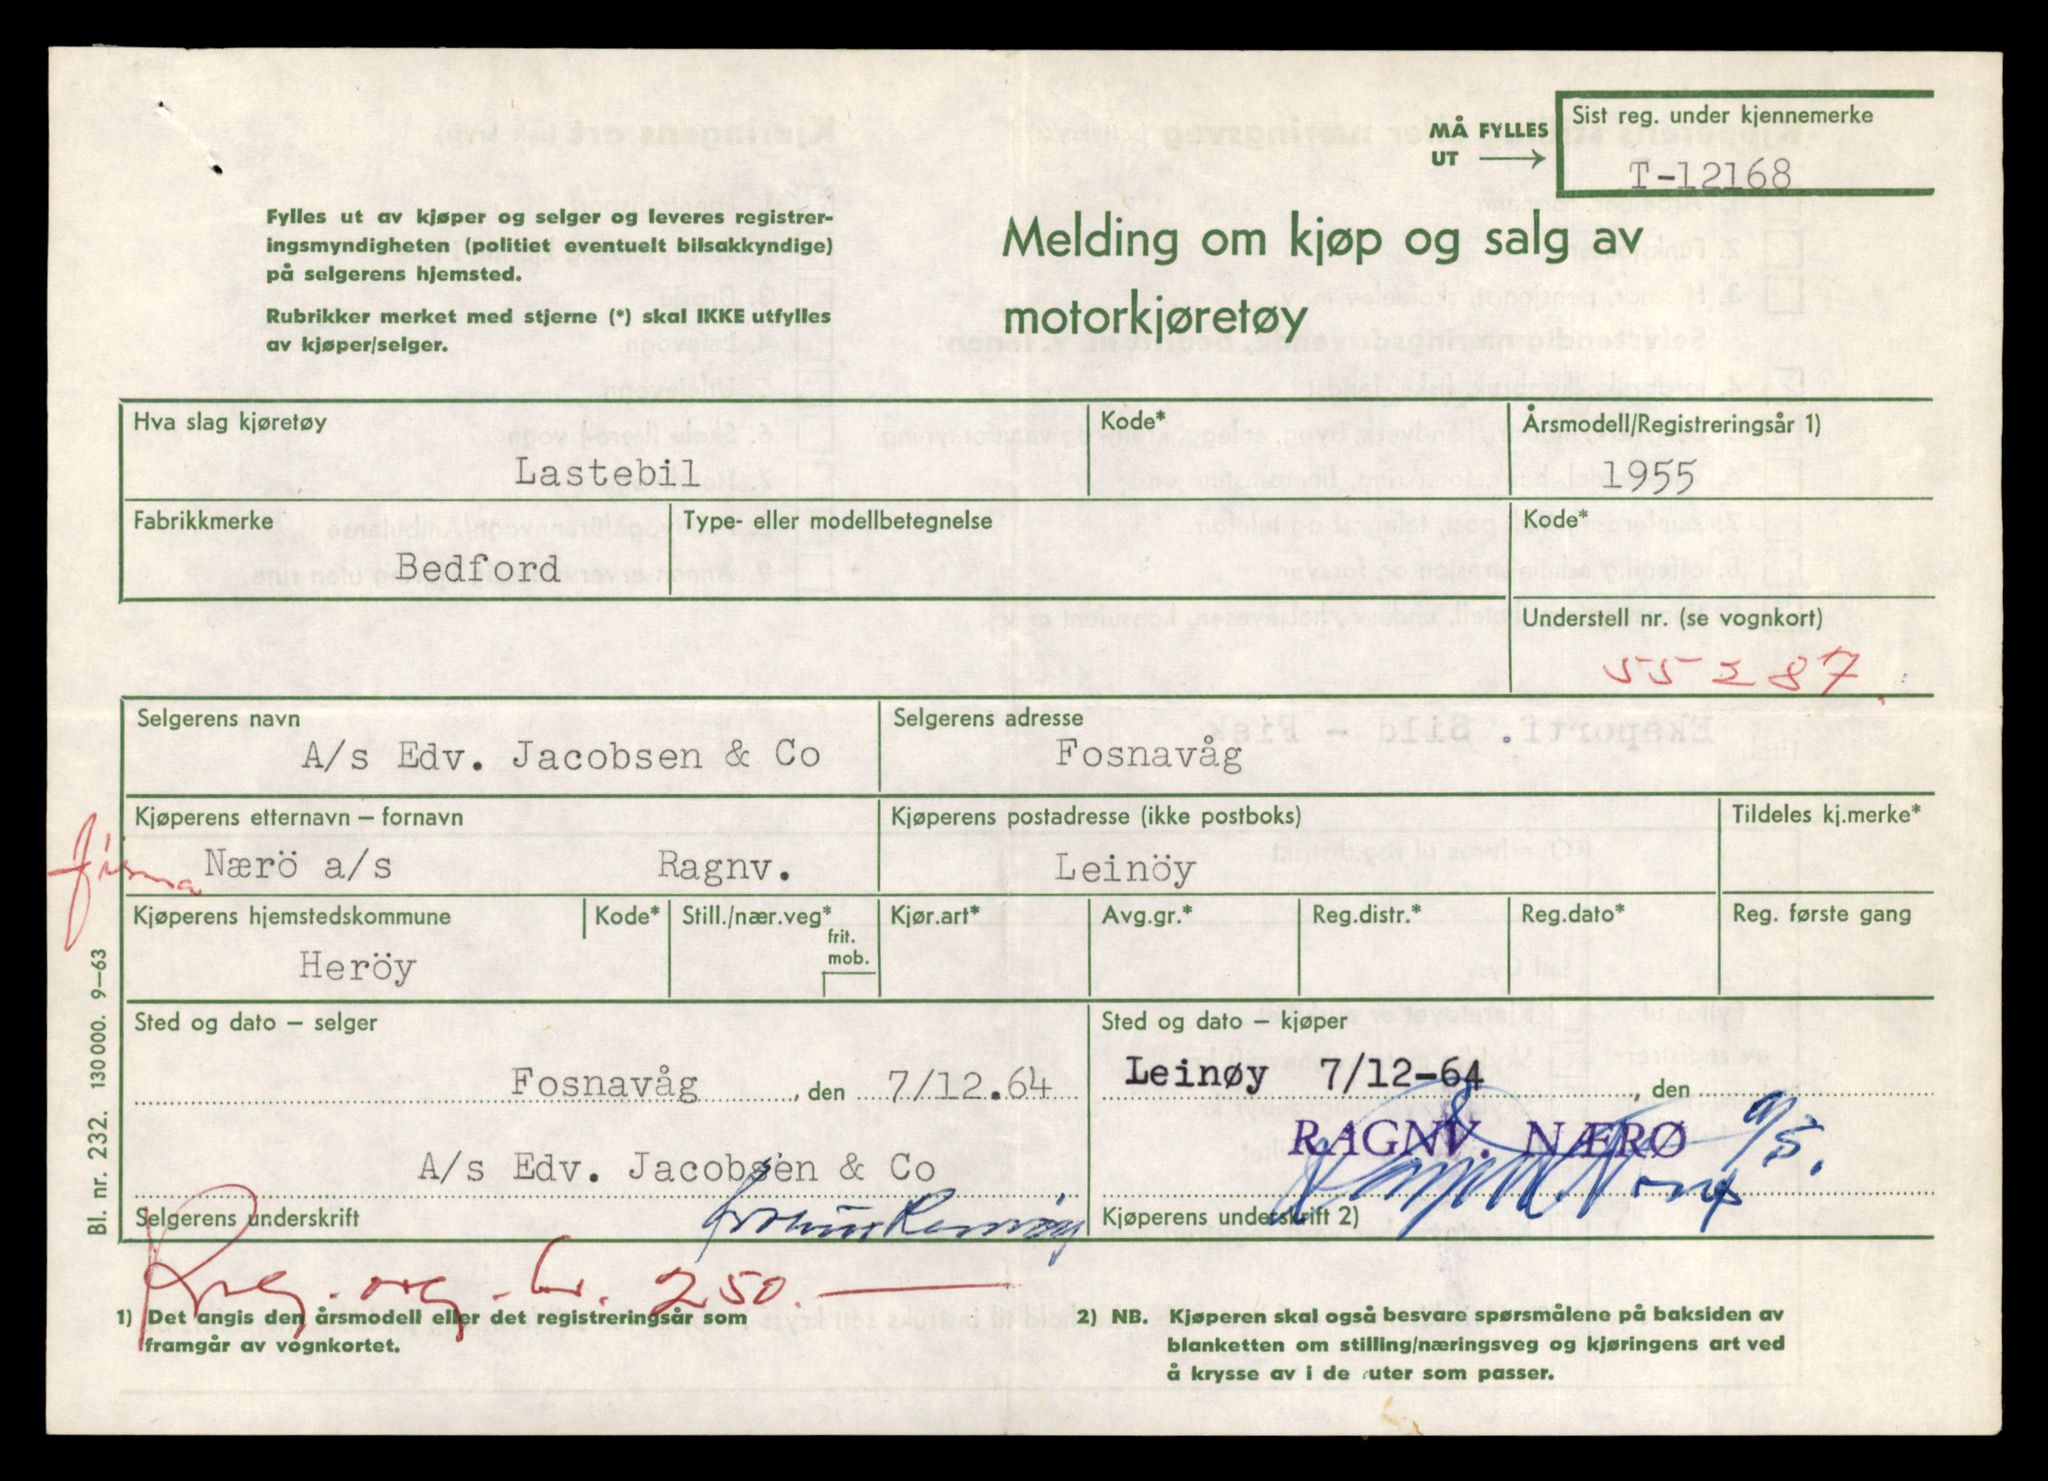 MÅ FYLLES
UT
Sist reg. under kjennemerke
T-12168
Fylles ut av kjøper og selger og leveres registrer-
ingsmyndigheten (politiet eventuelt bilsakkyndige)
på selgerens hjemsted.
Rubrikker merket med stjerne (*) skal IKKE utfylles
av kjøper/selger.
Melding om kjøp og salg av
motorkjøretøy
Hva slag kjøretøy
Kode*
Årsmodell/Registreringsår 1)
Lastebil
1955
Fabrikkmerke
Type- eller modellbetegnelse
Kode*
Bedford
Understell nr. (se vognkort)
55287
Selgerens navn
Selgerens adresse
A/s Edv. Jacobsen & Co
Fosnavåg
Kjøperens etternavn – fornavn
Kjøperens postadresse (ikke postboks)
Tildeles kj.merke*
firma
Nærö a/s Ragnv.
Leinöy
Kjøperens hjemstedskommune
Kode*
Still./nær.veg*
frit.
mob.
Kjør.art*
Avg.gr.*
Reg.distr.*
Reg.dato*
Reg. første gang
Heröy
Sted og dato – selger
Sted og dato – kjøper
Fosnavåg , den 7/12.64
Leinøy 7/12-64 , den
RAGNV. NÆRØ a/s.
A/s Edv. Jacobsen & Co
Selgerens underskrift
Kjøperens underskrift 2)
Bl. nr. 232. 130 000. 9–63
250.
1) Det angis den årsmodell eller det registreringsår som
framgår av vognkortet.
2) NB. Kjøperen skal også besvare spørsmålene på baksiden av
blanketten om stilling/næringsveg og kjøringens art ved
å krysse av i de ruter som passer.